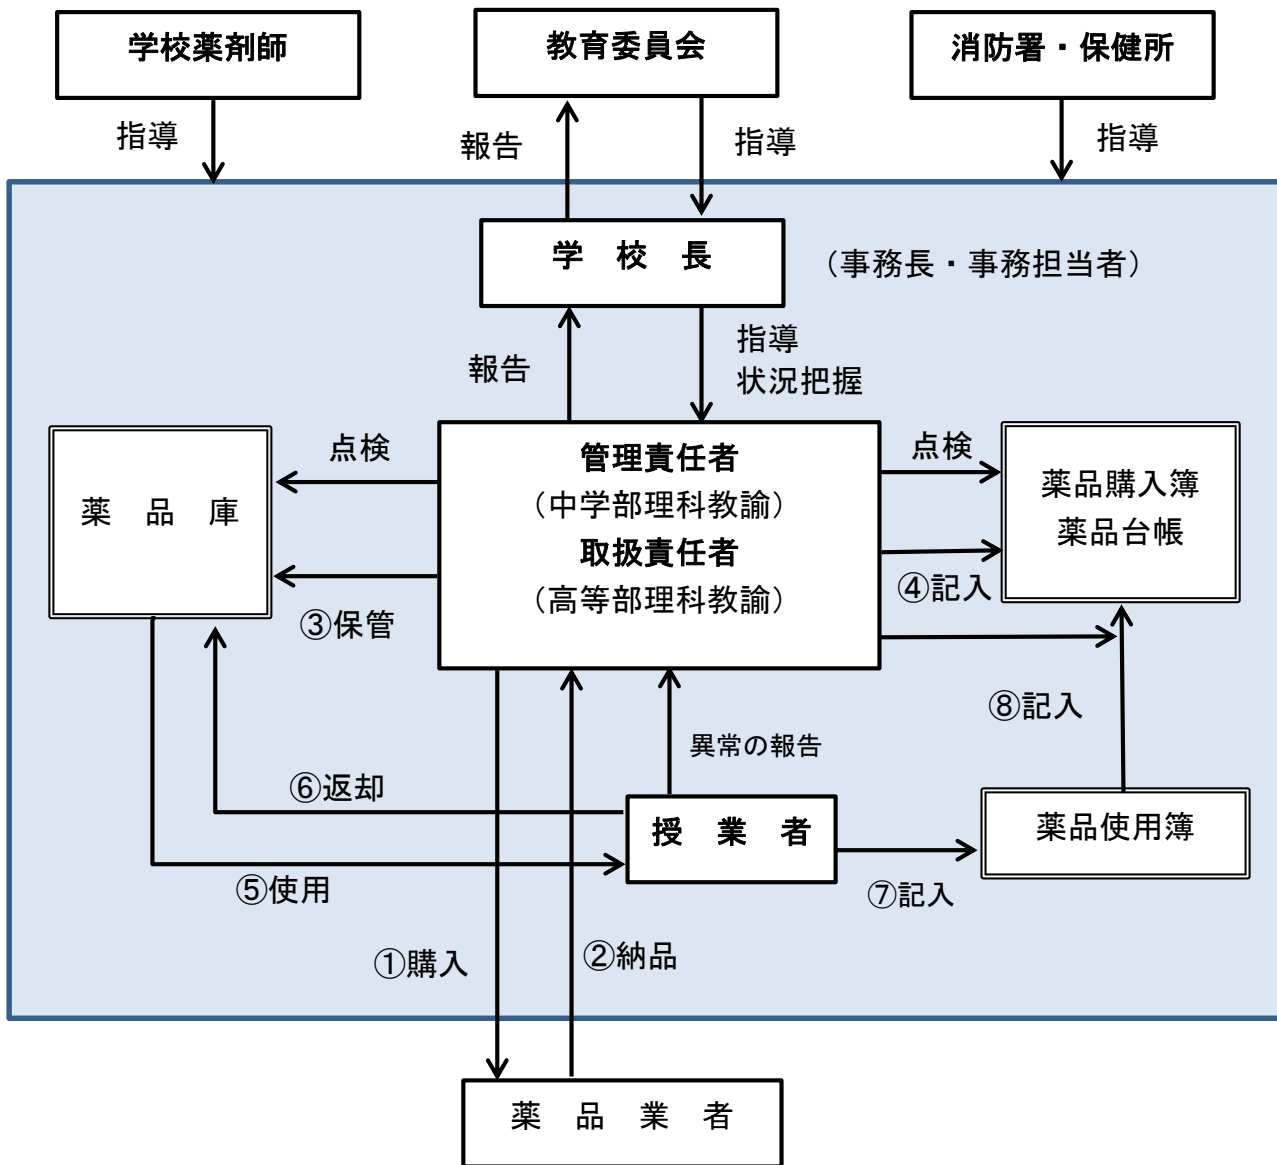 学校薬剤師
教育委員会
消防署・保健所
指導
報告
指導
指導
学　校　長
（事務長・事務担当者）
報告
指導
状況把握
点検
管理責任者
（中学部理科教諭）
取扱責任者
（高等部理科教諭）
点検
薬　品　庫
薬品購入簿
薬品台帳
③保管
④記入
⑧記入
異常の報告
⑥返却
授　業　者
薬品使用簿
⑤使用
⑦記入
①購入
②納品
薬　品　業　者